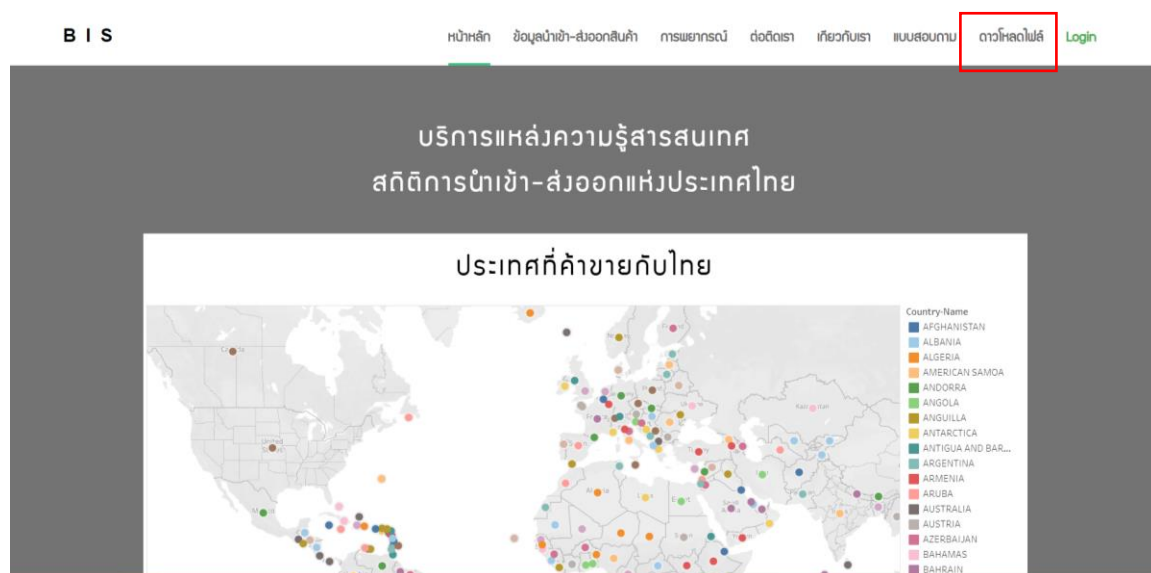 BIS
หน้าหลัก ข้อมูลนำเข้า-ส่งออกสินค้า การพยากรณ์ ต่อติดเรา เกี่ยวกับเรา แบบสอบถาม ดาวโหลดไฟล์ Login
บริการแหล่งความรู้สารสนเทศ
สถิติการนำเข้า-ส่งออกแห่งประเทศไทย
ประเทศที่ค้าขายกับไทย
Country-Name
AFGHANISTAN
ALBANIA
ALGERIA
AMERICAN SAMOA
ANDORRA
ANGOLA
ANGUILLA
ANTARCTICA
ANTIGUA AND BAR...
ARGENTINA
ARMENIA
ARUBA
AUSTRALIA
AUSTRIA
AZERBAIJAN
BAHAMAS
BAHRAIN